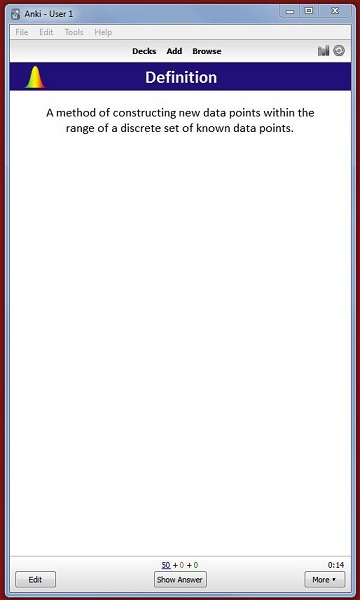 Anki - User 1
File Edit Tools Help
Decks Add Browse
Definition
A method of constructing new data points within the
range of a discrete set of known data points.
50 + 0 + 0
0:14
Edit
Show Answer
More